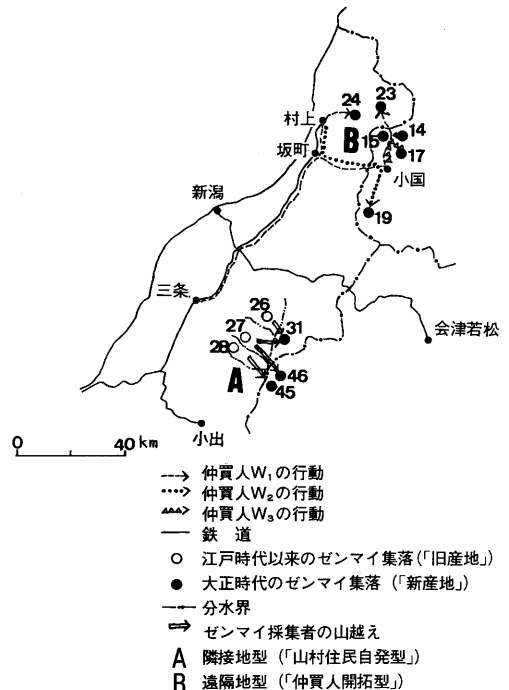 24
23
村上
B
15
14
坂町
17
小国
新潟
19
三条
26
会津若松
27
31
28
46
A
45
小出
0
40 km
仲買人W₁の行動
仲買人W₂の行動
仲買人W₃の行動
鉄 道
江戸時代以来のゼンマイ集落(「旧産地」)
大正時代のゼンマイ集落(「新産地」)
分水界
ゼンマイ採集者の山越え
A 隣接地型(「山村住民自発型」)
B 遠隔地型(「仲買人開拓型」)